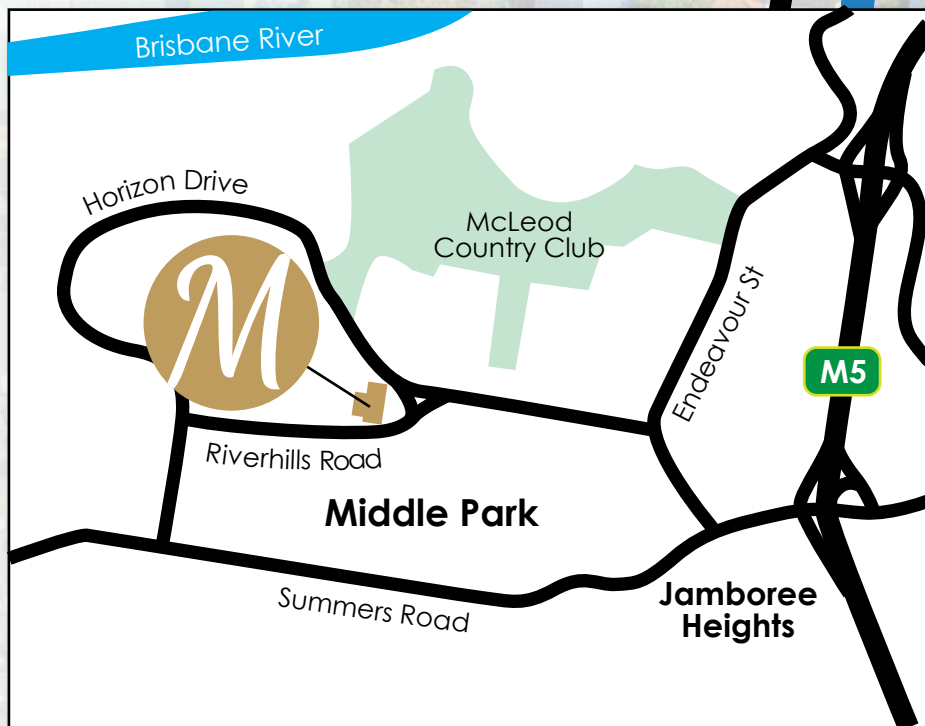 Brisbane River
Horizon Drive
McLeod
Country Club
M
Endeavour St
M5
Riverhills Road
Middle Park
Summers Road
Jamboree
Heights